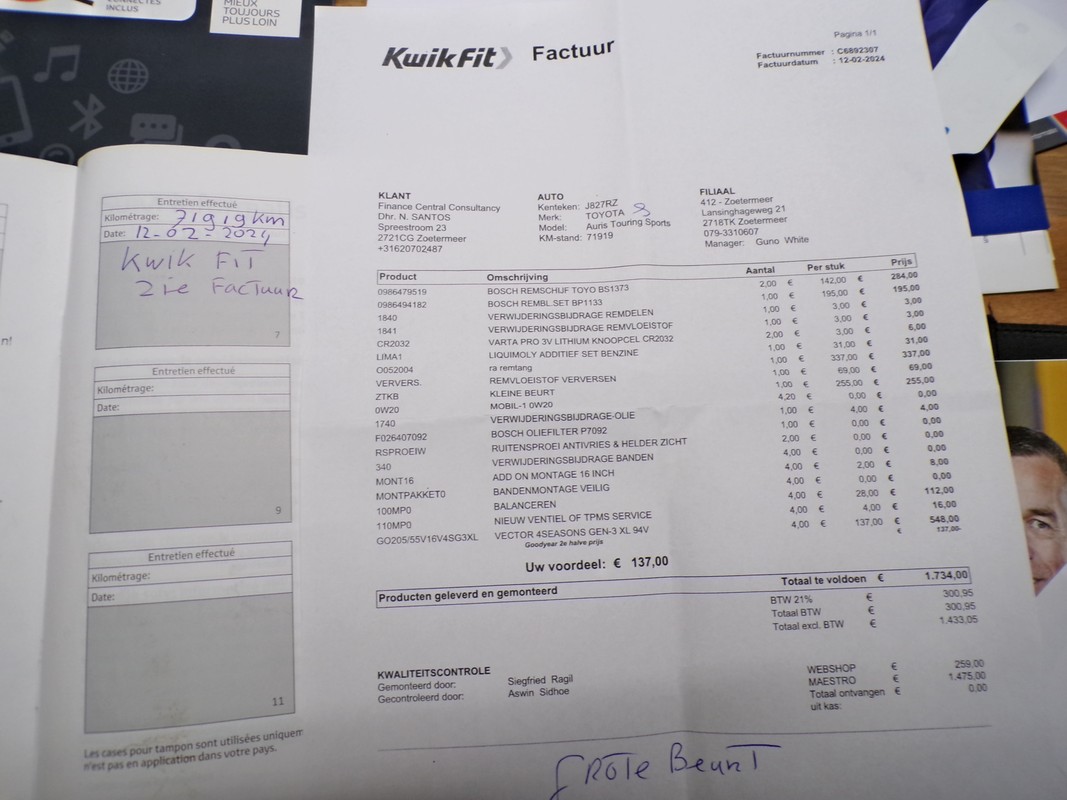 CONNECTÉS
INCLUS
MIEUX
TOUJOURS
PLUS LOIN
Entretien effectué
Kilométrage: 71919 km
Date: 12-02-2024
Kwik Fit
zie Factuur
7
Entretien effectué
Kilométrage:
Date:
9
Entretien effectué
Kilométrage:
Date:
11
Les cases pour tampon sont utilisées uniquem
n'est pas en application dans votre pays.
KwikFit Factuur
Pagina 1/1
Factuurnummer : C6892307
Factuurdatum : 12-02-2024
KLANT
Finance Central Consultancy
Dhr. N. SANTOS
Spreestroom 23
2721CG Zoetermeer
+31620702487
AUTO
Kenteken: J827RZ
Merk: TOYOTA
Model: Auris Touring Sports
KM-stand: 71919
FILIAAL
412 - Zoetermeer
Lansinghageweg 21
2718TK Zoetermeer
079-3310607
Manager: Guno White
Product Omschrijving Aantal Per stuk Prijs
0986479519 BOSCH REMSCHIJF TOYO BS1373 2,00 € 142,00 € 284,00
0986494182 BOSCH REMBL.SET BP1133 1,00 € 195,00 € 195,00
1840 VERWIJDERINGSBIJDRAGE REMDELEN 1,00 € 3,00 € 3,00
1841 VERWIJDERINGSBIJDRAGE REMVLOEISTOF 1,00 € 3,00 € 3,00
CR2032 VARTA PRO 3V LITHIUM KNOOPCEL CR2032 2,00 € 3,00 € 6,00
LIMA1 LIQUIMOLY ADDITIEF SET BENZINE 1,00 € 31,00 € 31,00
O052004 ra remtang 1,00 € 337,00 € 337,00
VERVERS. REMVLOEISTOF VERVERSEN 1,00 € 69,00 € 69,00
ZTKB KLEINE BEURT 1,00 € 255,00 € 255,00
0W20 MOBIL-1 0W20 4,20 € 0,00 € 0,00
1740 VERWIJDERINGSBIJDRAGE-OLIE 1,00 € 4,00 € 4,00
F026407092 BOSCH OLIEFILTER P7092 1,00 € 0,00 € 0,00
RSPROEIW RUITENSPROEI ANTIVRIES & HELDER ZICHT 2,00 € 0,00 € 0,00
340 VERWIJDERINGSBIJDRAGE BANDEN 4,00 € 2,00 € 8,00
MONT16 ADD ON MONTAGE 16 INCH 4,00 € 0,00 € 0,00
MONTPAKKET0 BANDENMONTAGE VEILIG 4,00 € 28,00 € 112,00
100MP0 BALANCEREN 4,00 € 4,00 € 16,00
110MP0 NIEUW VENTIEL OF TPMS SERVICE
GO205/55V16V4SG3XL VECTOR 4SEASONS GEN-3 XL 94V 4,00 € 137,00 € 548,00
Goodyear 2e halve prijs € 137,00-
Uw voordeel: € 137,00
Producten geleverd en gemonteerd Totaal te voldoen € 1.734,00
BTW 21% € 300,95
Totaal BTW € 300,95
Totaal excl. BTW € 1.433,05
KWALITEITSCONTROLE
Gemonteerd door: Siegfried Ragil
Gecontroleerd door: Aswin Sidhoe
WEBSHOP € 259,00
MAESTRO € 1.475,00
Totaal ontvangen € 0,00
uit kas:
GROTE BEURT